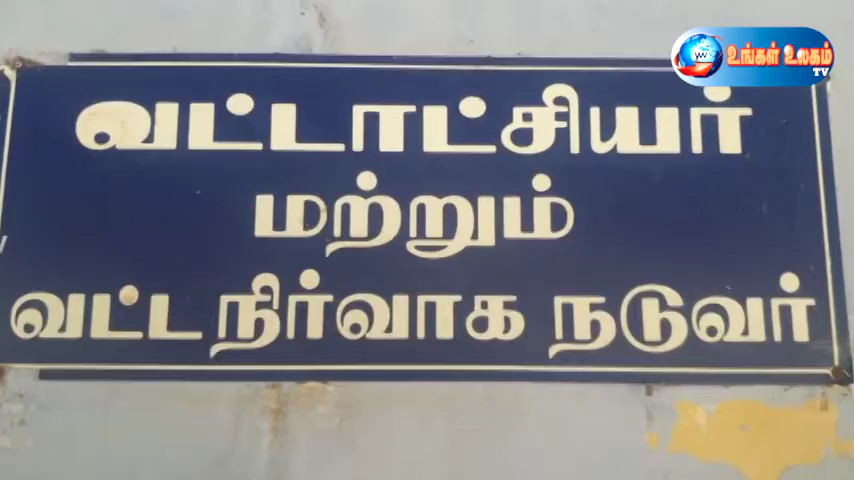 உங்கள் உலகம்
TV
வட்டாட்சியர்
மற்றும்
வட்ட நிர்வாக நடுவர்